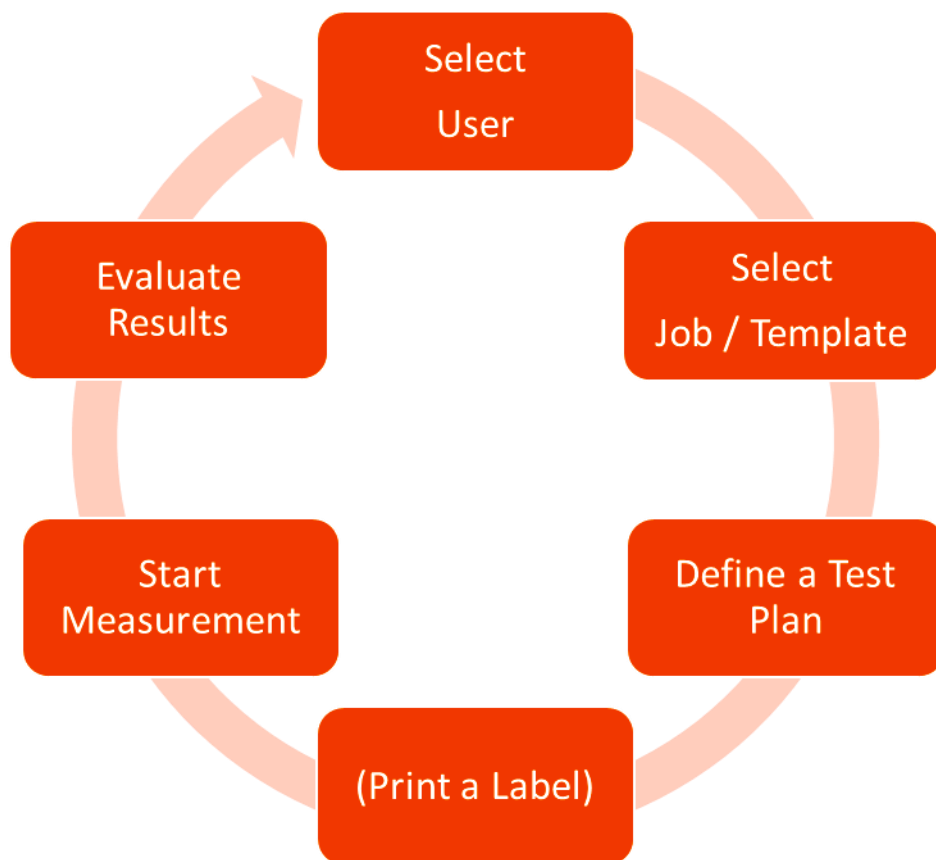 Select
User
Select
Job / Template
Define a Test
Plan
(Print a Label)
Start
Measurement
Evaluate
Results